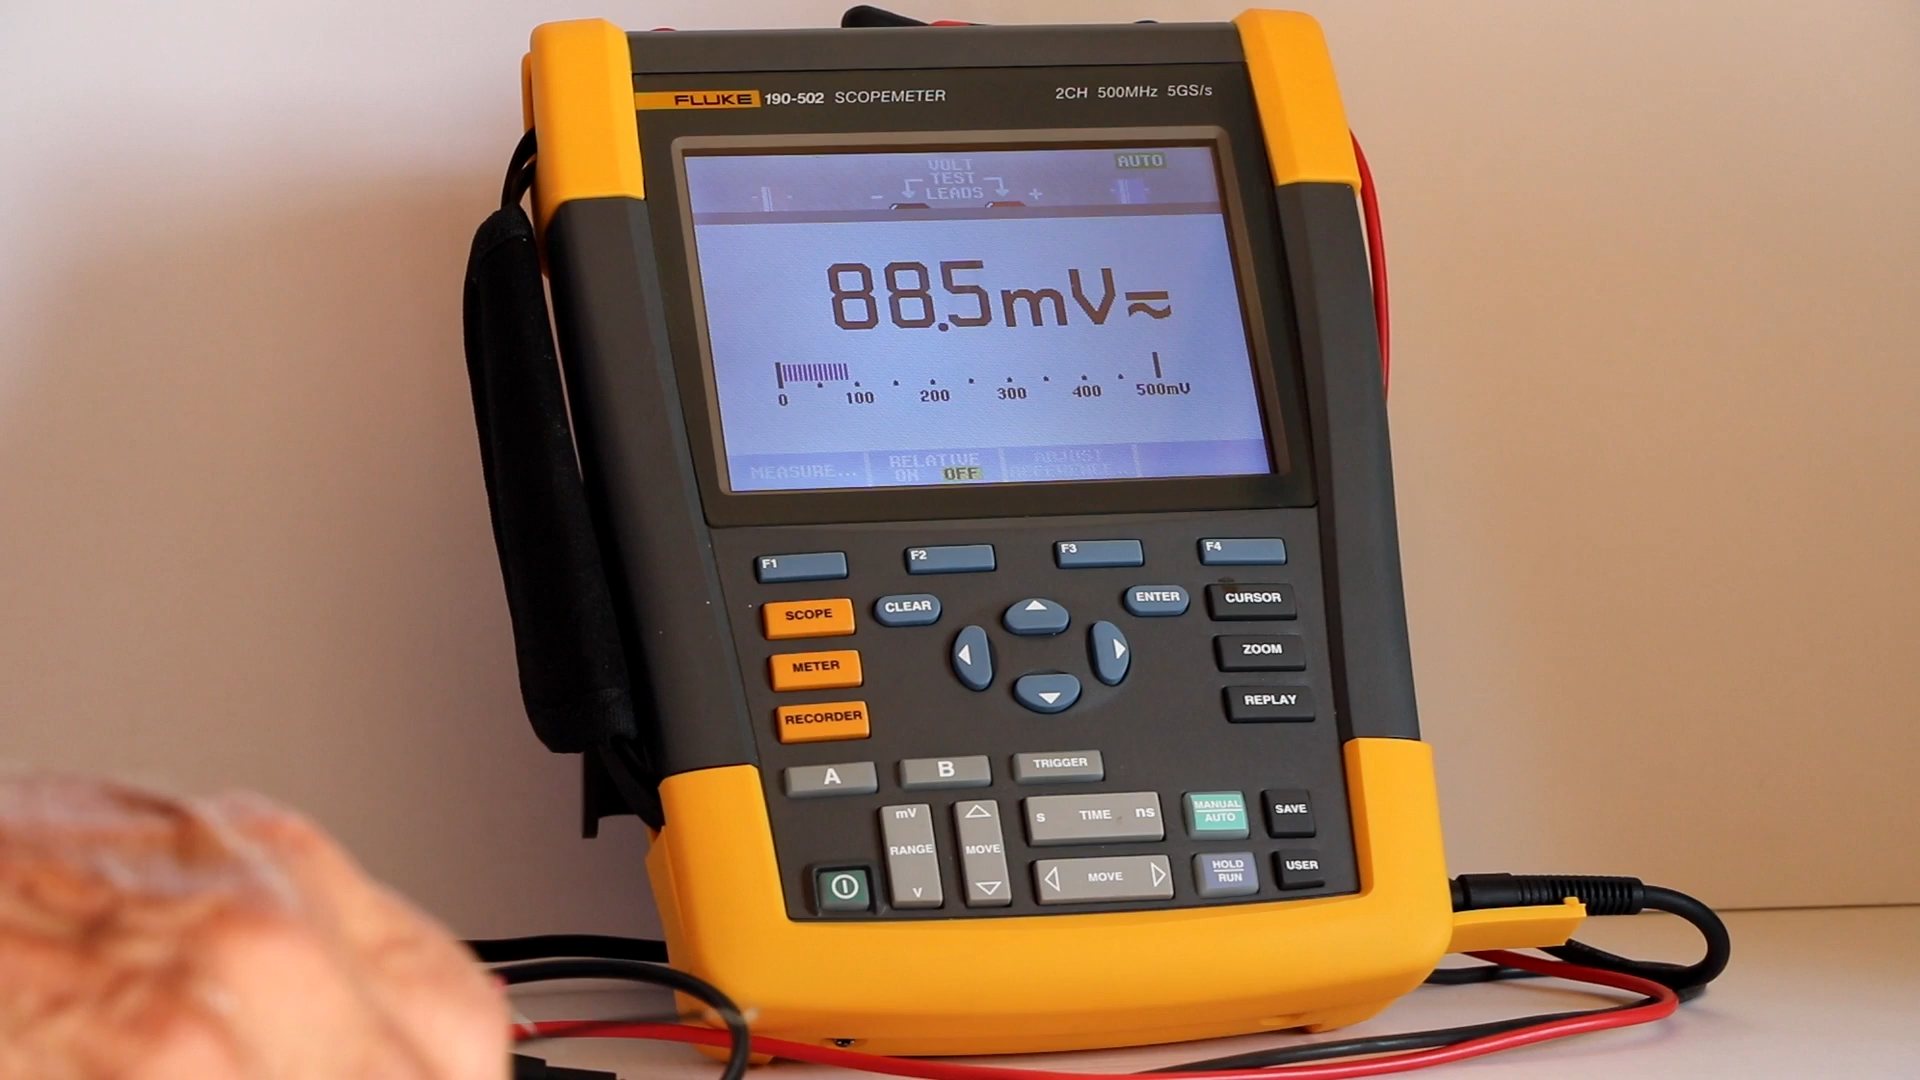 FLUKE 190-502 SCOPEMETER 2CH 500MHz 5GS/s
VOLT AUTO
TEST
- LEADS +
88.5mV
0 100 200 300 400 500mV
MEASURE... RELATIVE ADJUST
ON OFF REFERENCE...
F1 F2 F3 F4
SCOPE CLEAR ENTER CURSOR
METER ZOOM
RECORDER REPLAY
A B TRIGGER
mV s TIME ns MANUAL SAVE
AUTO
RANGE MOVE
MOVE HOLD USER
RUN
V